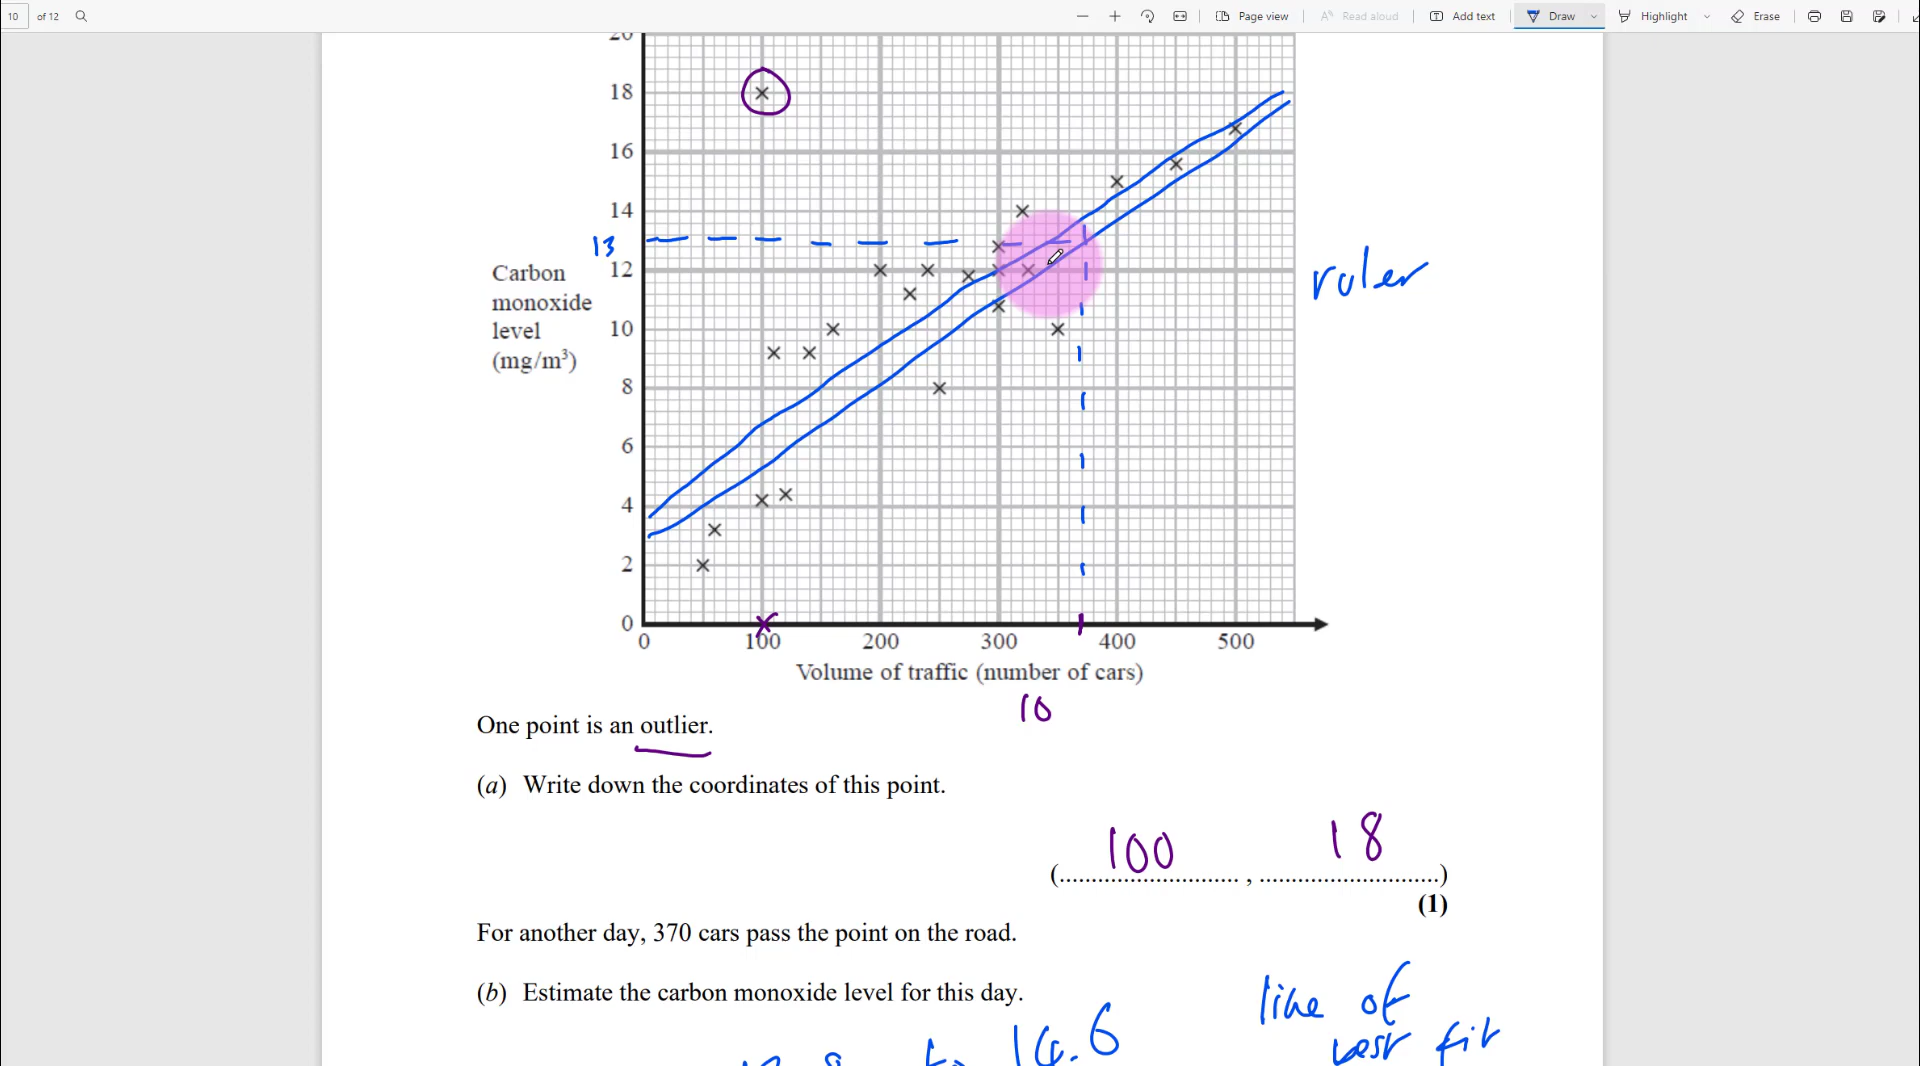 10 of 12
Page view
Read aloud
Add text
Draw
Highlight
Erase
20
18
16
14
13
12
Carbon
monoxide
level
(mg/m³)
ruler
10
8
6
4
2
0
0 100 200 300 400 500
Volume of traffic (number of cars)
10
One point is an outlier.
(a) Write down the coordinates of this point.
100 18
(.............................. , ..............................)
(1)
For another day, 370 cars pass the point on the road.
(b) Estimate the carbon monoxide level for this day.
line of
best fit
to 14.6